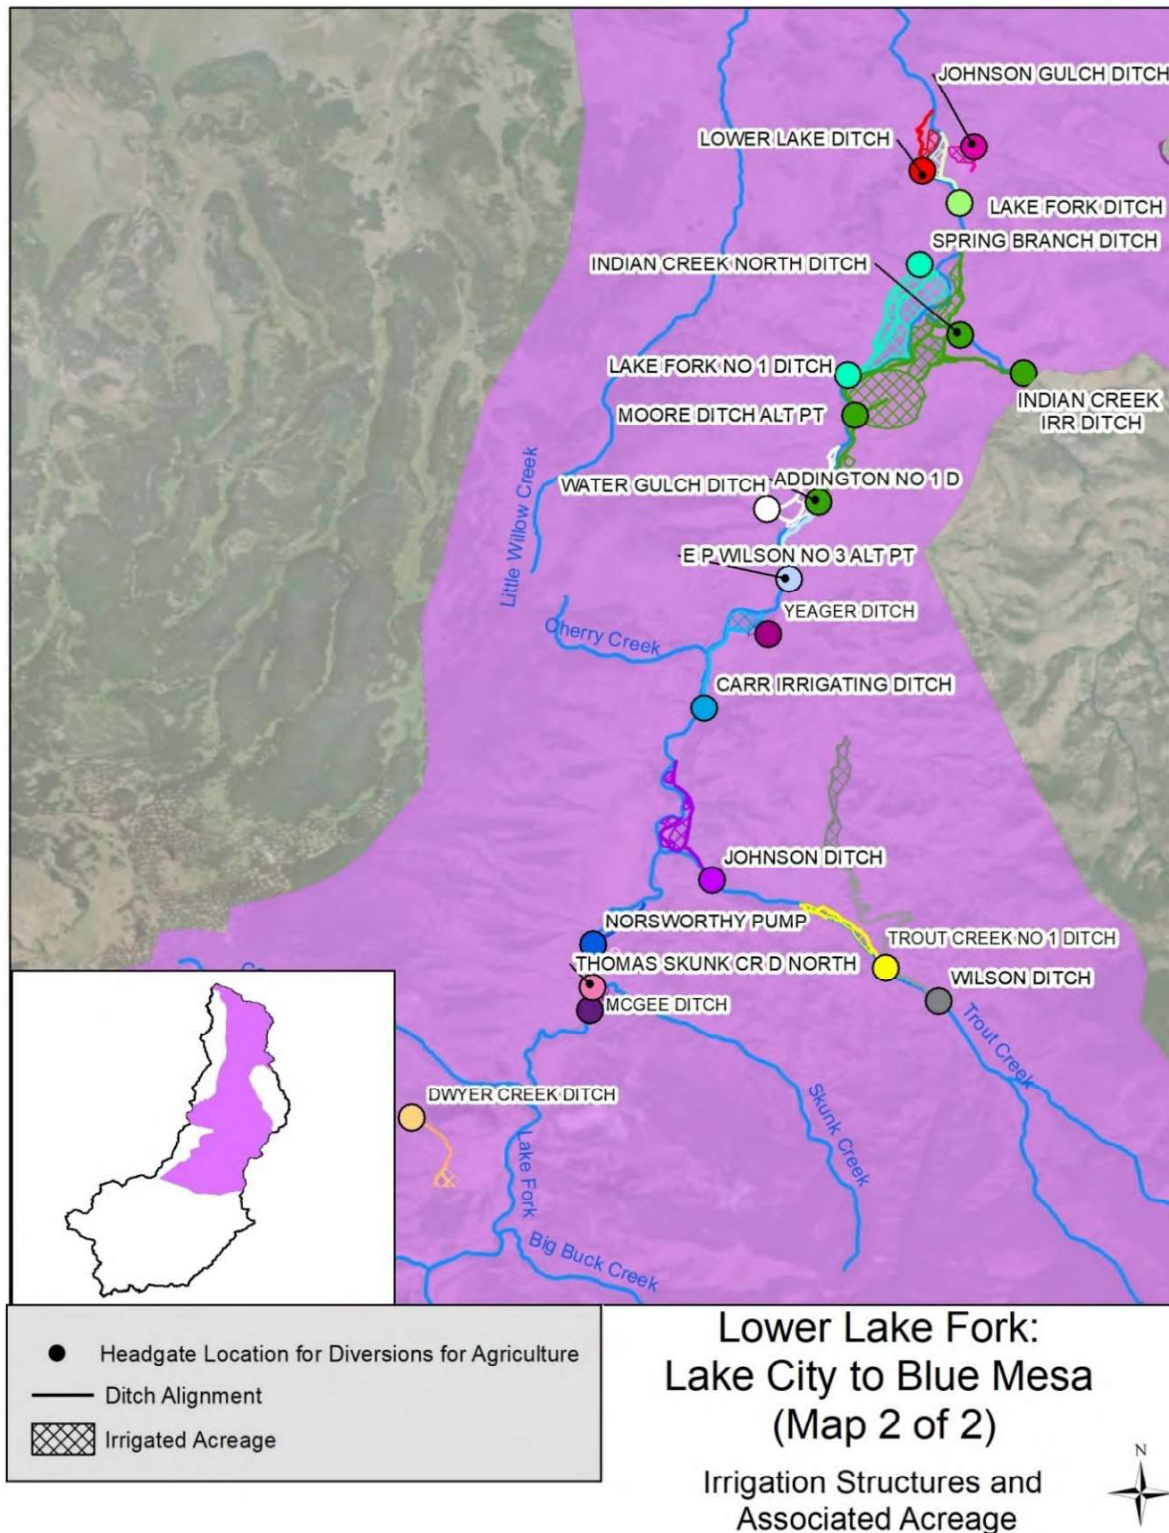 JOHNSON GULCH DITCH
LOWER LAKE DITCH
LAKE FORK DITCH
SPRING BRANCH DITCH
INDIAN CREEK NORTH DITCH
LAKE FORK NO 1 DITCH
INDIAN CREEK
IRR DITCH
MOORE DITCH ALT PT
Little Willow Creek
WATER GULCH DITCH
ADDINGTON NO 1 D
E P WILSON NO 3 ALT PT
YEAGER DITCH
Cherry Creek
CARR IRRIGATING DITCH
JOHNSON DITCH
NORSWORTHY PUMP
TROUT CREEK NO 1 DITCH
THOMAS SKUNK CR D NORTH
WILSON DITCH
MCGEE DITCH
Trout Creek
DWYER CREEK DITCH
Skunk Creek
Lake Fork
Big Buck Creek
Headgate Location for Diversions for Agriculture
Ditch Alignment
Irrigated Acreage
Lower Lake Fork:
Lake City to Blue Mesa
(Map 2 of 2)
Irrigation Structures and
Associated Acreage
N